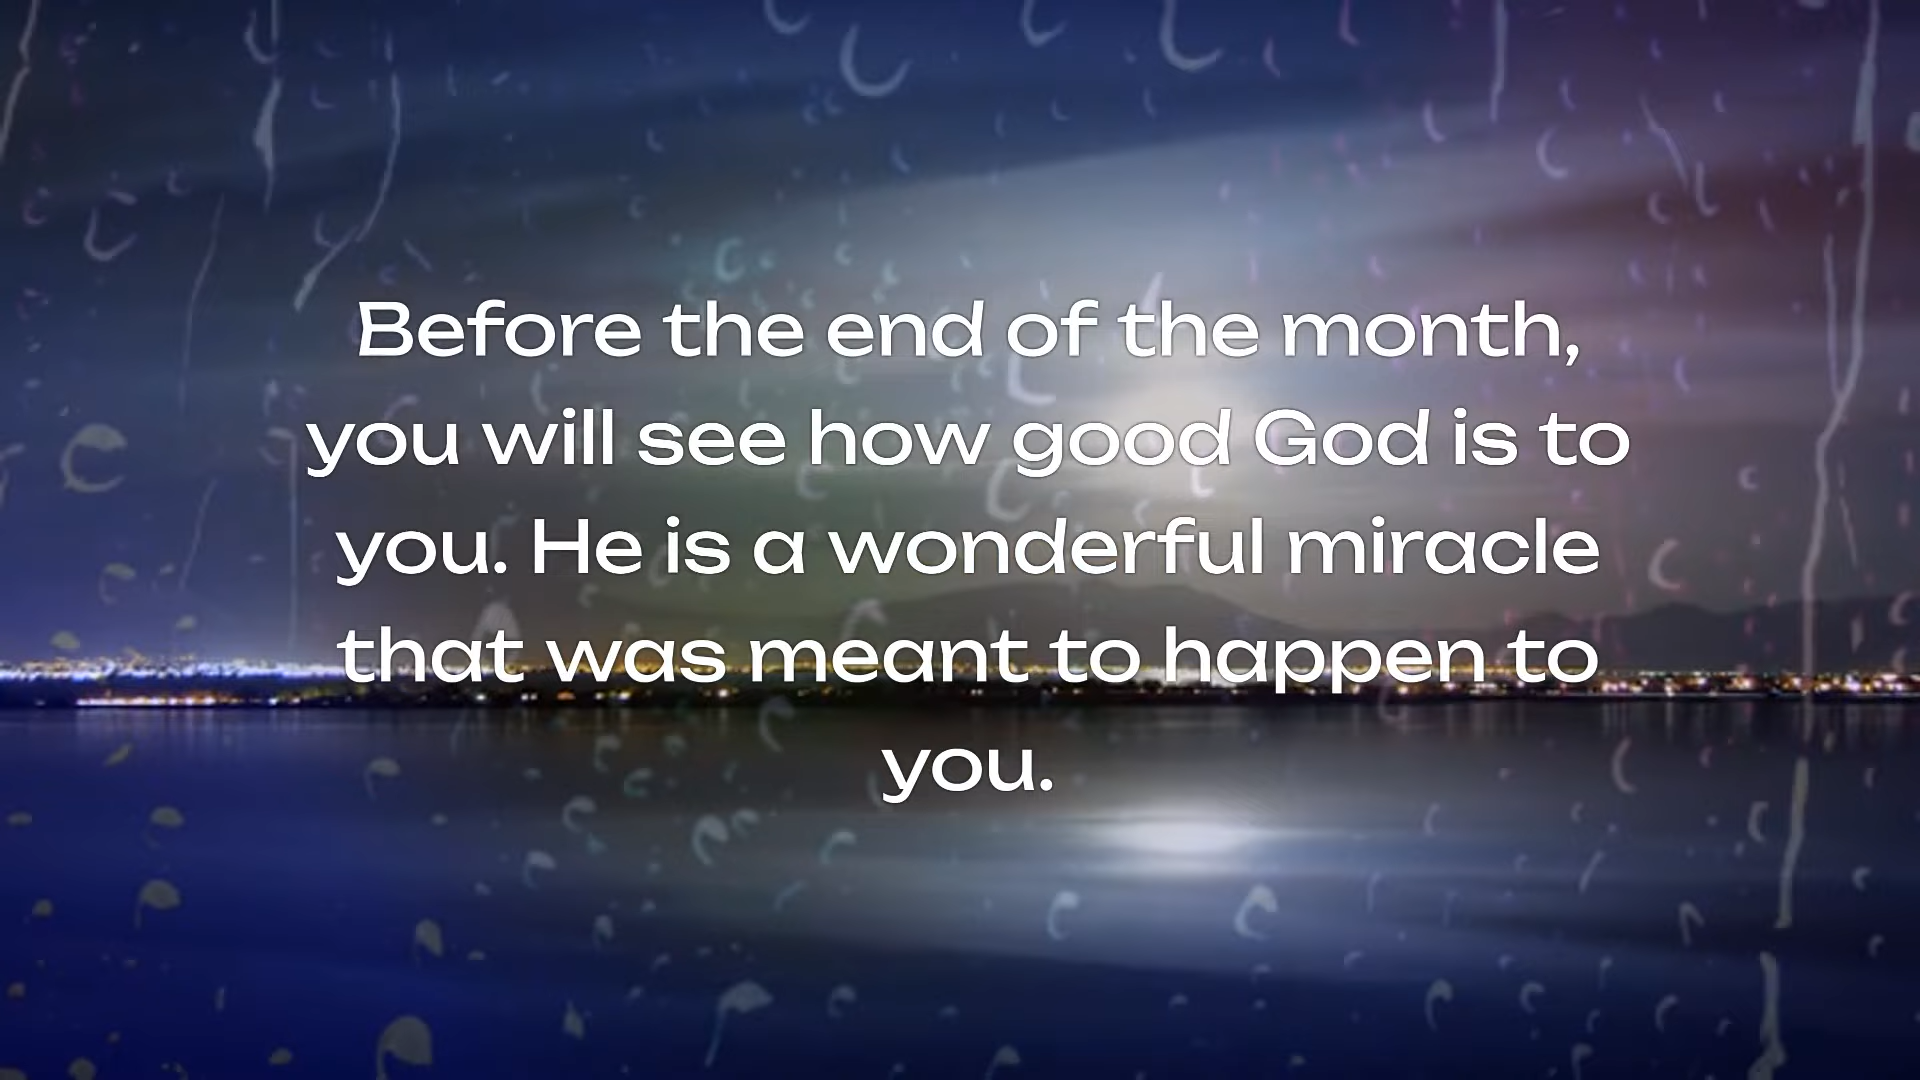 Before the end of the month,
you will see how good God is to
you. He is a wonderful miracle
that was meant to happen to
you.